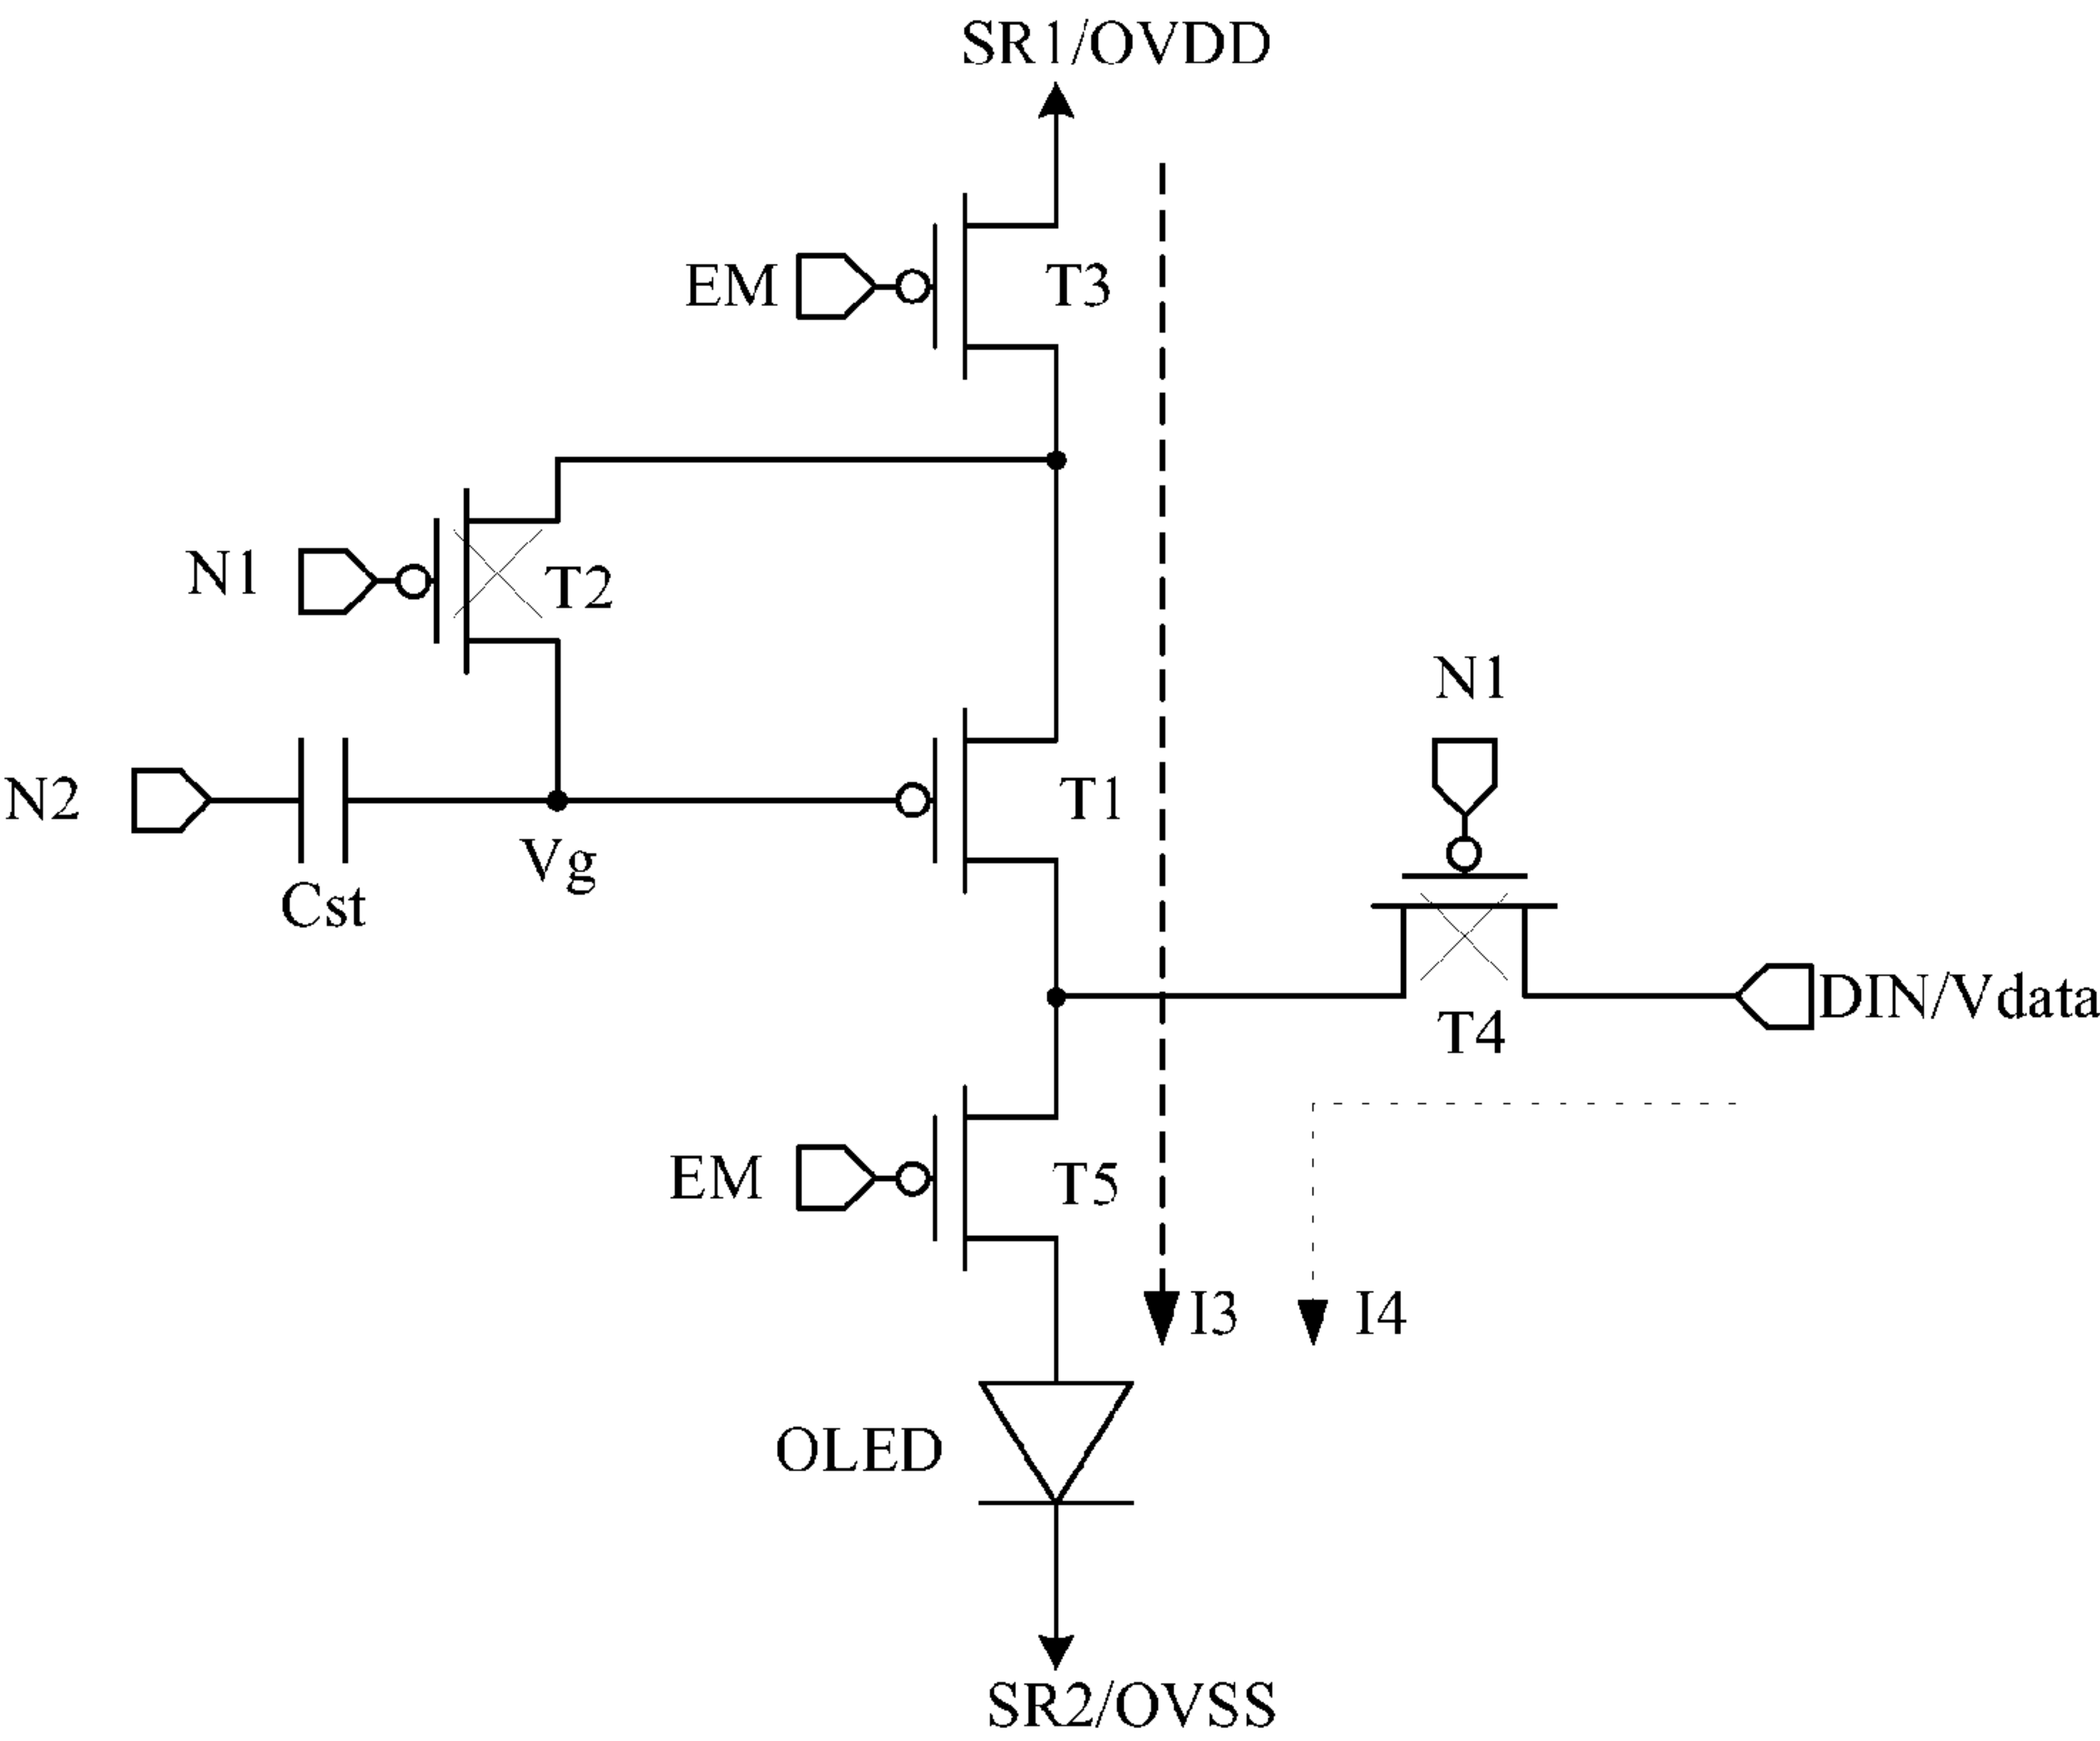 SR1/OVDD
EM
T3
N1
T2
N1
N2
T1
Vg
Cst
DIN/Vdata
T4
EM
T5
I3
I4
OLED
SR2/OVSS